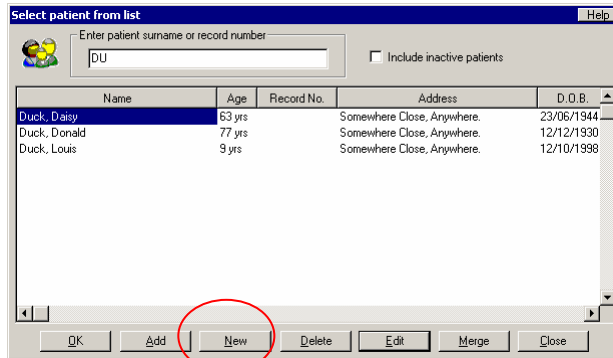 Select patient from list Help
Enter patient surname or record number
DU Include inactive patients
Name Age Record No. Address D.O.B.
Duck, Daisy 63 yrs Somewhere Close, Anywhere. 23/06/1944
Duck, Donald 77 yrs Somewhere Close, Anywhere. 12/12/1930
Duck, Louis 9 yrs Somewhere Close, Anywhere. 12/10/1998
OK Add New Delete Edit Merge Close